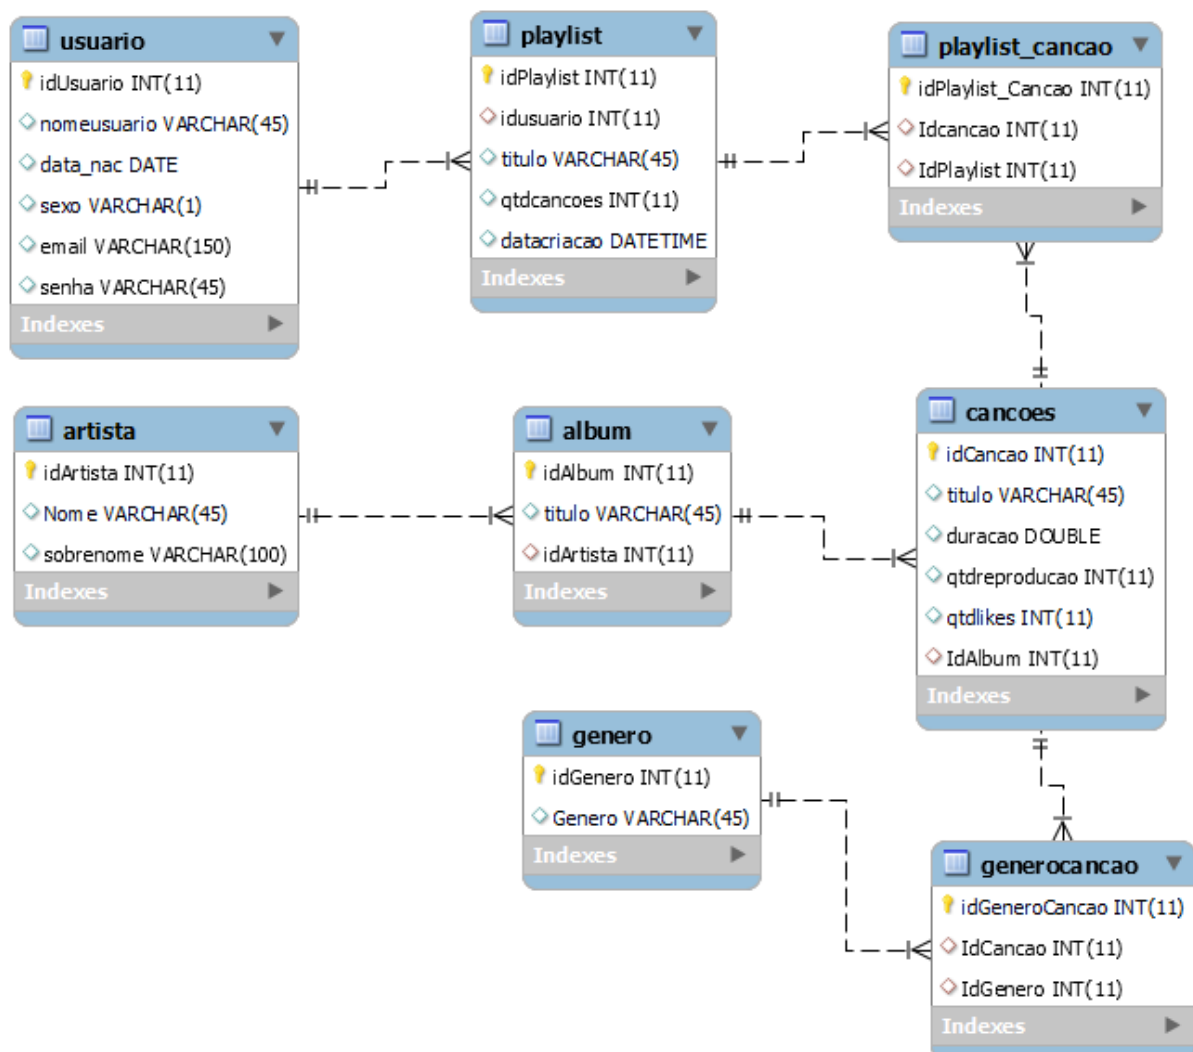 usuario
idUsuario INT(11)
nomeusuario VARCHAR(45)
data_nac DATE
sexo VARCHAR(1)
email VARCHAR(150)
senha VARCHAR(45)
Indexes
playlist
idPlaylist INT(11)
idusuario INT(11)
titulo VARCHAR(45)
qtdcancoes INT(11)
datacriacao DATETIME
Indexes
playlist_cancao
idPlaylist_Cancao INT(11)
Idcancao INT(11)
IdPlaylist INT(11)
Indexes
artista
idArtista INT(11)
Nome VARCHAR(45)
sobrenome VARCHAR(100)
Indexes
album
idAlbum INT(11)
titulo VARCHAR(45)
idArtista INT(11)
Indexes
cancoes
idCancao INT(11)
titulo VARCHAR(45)
duracao DOUBLE
qtdreproducao INT(11)
qtdlikes INT(11)
IdAlbum INT(11)
Indexes
genero
idGenero INT(11)
Genero VARCHAR(45)
Indexes
generocancao
idGeneroCancao INT(11)
IdCancao INT(11)
IdGenero INT(11)
Indexes